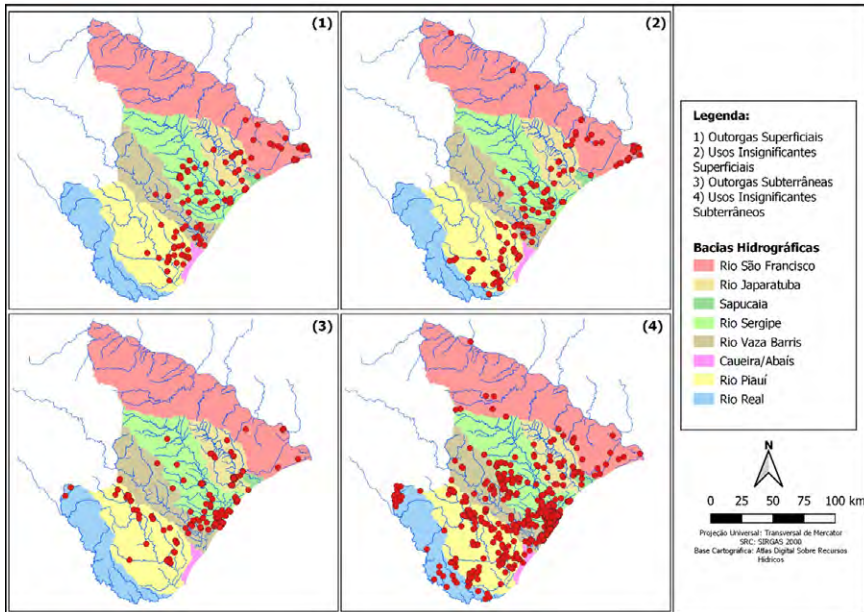 (1)
(2)
(3)
(4)
Legenda:
1) Outorgas Superficiais
2) Usos Insignificantes
Superficiais
3) Outorgas Subterrâneas
4) Usos Insignificantes
Subterrâneos
Bacias Hidrográficas
Rio São Francisco
Rio Japaratuba
Sapucaia
Rio Sergipe
Rio Vaza Barris
Caueira/Abaís
Rio Piauí
Rio Real
N
0 25 50 75 100 km
Projeção Universal: Transversal de Mercator
SRC: SIRGAS 2000
Base Cartográfica: Atlas Digital Sobre Recursos
Hídricos